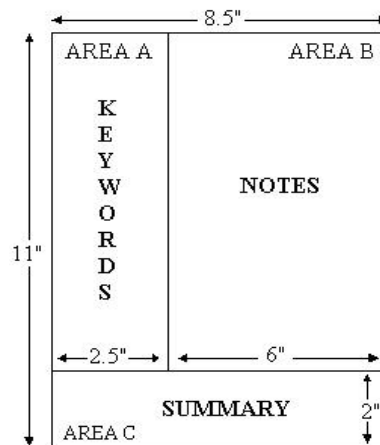 8.5"
AREA A
AREA B
K
E
Y
W
O
R
D
S
NOTES
11"
2.5"
6"
SUMMARY
2"
AREA C